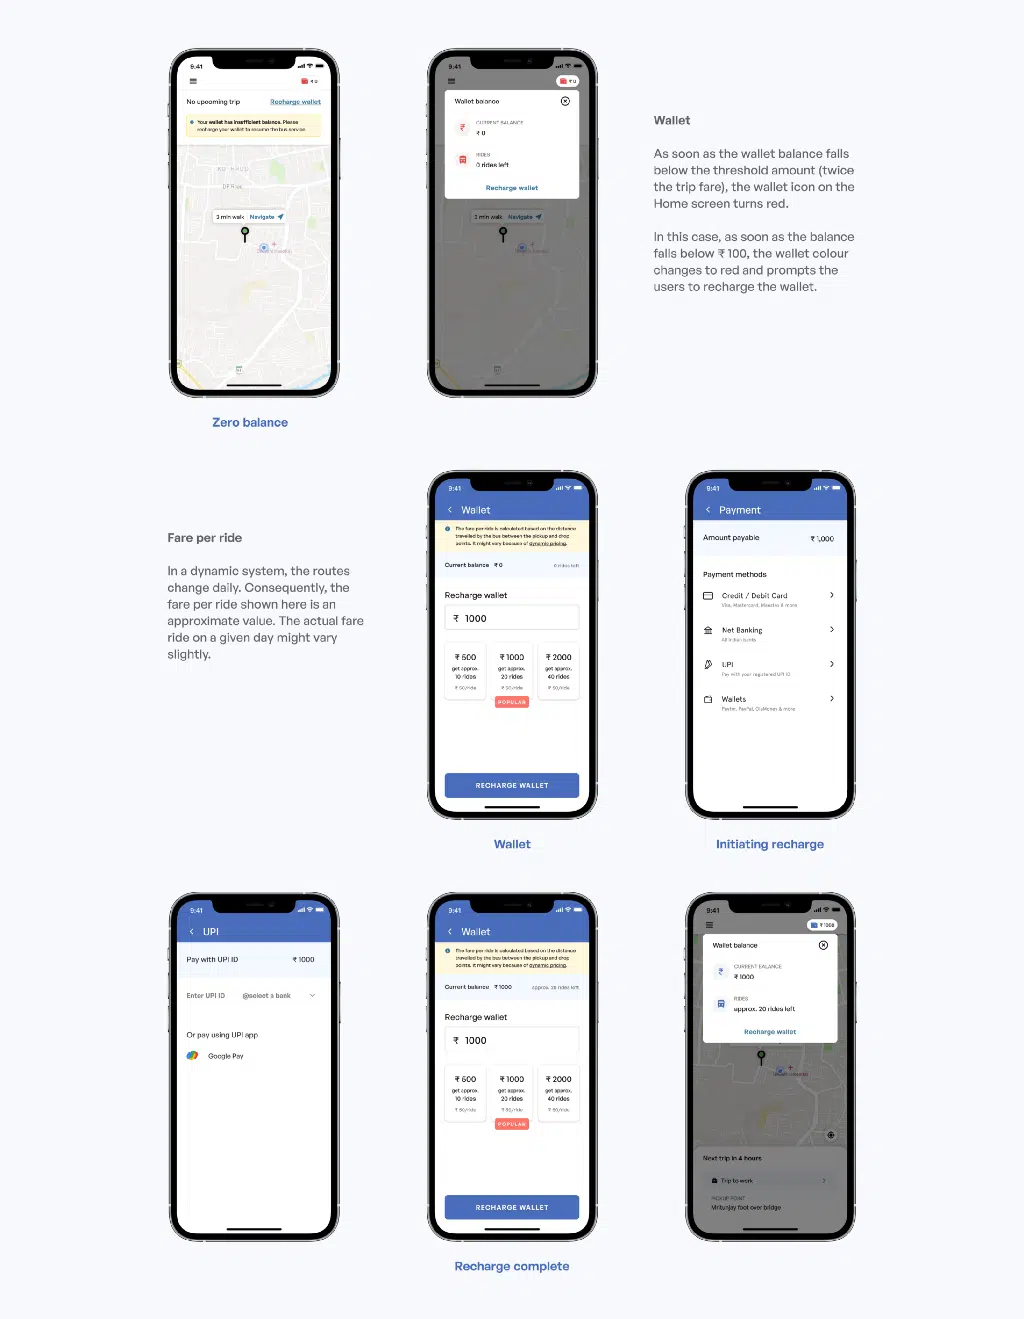 9:41
₹ 0
No upcoming trip
Recharge wallet
Your wallet has insufficient balance. Please
recharge your wallet to resume the bus service
2 min walk Navigate
Zero balance
9:41
₹ 0
Wallet balance
CURRENT BALANCE
₹ 0
RIDES
0 rides left
Recharge wallet
2 min walk Navigate
Wallet
As soon as the wallet balance falls
below the threshold amount (twice
the trip fare), the wallet icon on the
Home screen turns red.
In this case, as soon as the balance
falls below ₹ 100, the wallet colour
changes to red and prompts the
users to recharge the wallet.
Fare per ride
In a dynamic system, the routes
change daily. Consequently, the
fare per ride shown here is an
approximate value. The actual fare
ride on a given day might vary
slightly.
9:41
Wallet
The fare per ride is calculated based on the distance
travelled by the bus between the pickup and drop
points. It might vary because of dynamic pricing.
Current balance ₹ 0
0 rides left
Recharge wallet
₹ 1000
₹ 500 ₹ 1000 ₹ 2000
get approx. get approx. get approx.
10 rides 20 rides 40 rides
₹ 50/ride ₹ 50/ride ₹ 50/ride
POPULAR
RECHARGE WALLET
Wallet
9:41
Payment
Amount payable
₹ 1,000
Payment methods
Credit / Debit Card
Visa, Mastercard, Maestro & more
Net Banking
All Indian banks
UPI
Pay with your registered UPI ID
Wallets
Paytm, PayPal, OlaMoney & more
Initiating recharge
9:41
UPI
Pay with UPI ID
₹ 1000
Enter UPI ID @select a bank
Or pay using UPI app
Google Pay
9:41
Wallet
The fare per ride is calculated based on the distance
travelled by the bus between the pickup and drop
points. It might vary because of dynamic pricing.
Current balance ₹ 1000
approx. 20 rides left
Recharge wallet
₹ 1000
₹ 500 ₹ 1000 ₹ 2000
get approx. get approx. get approx.
10 rides 20 rides 40 rides
₹ 50/ride ₹ 50/ride ₹ 50/ride
POPULAR
RECHARGE WALLET
Recharge complete
9:41
₹ 1000
Wallet balance
CURRENT BALANCE
₹ 1000
RIDES
approx. 20 rides left
Recharge wallet
Next trip in 4 hours
Trip to work
PICKUP POINT
Mritunjay foot over bridge